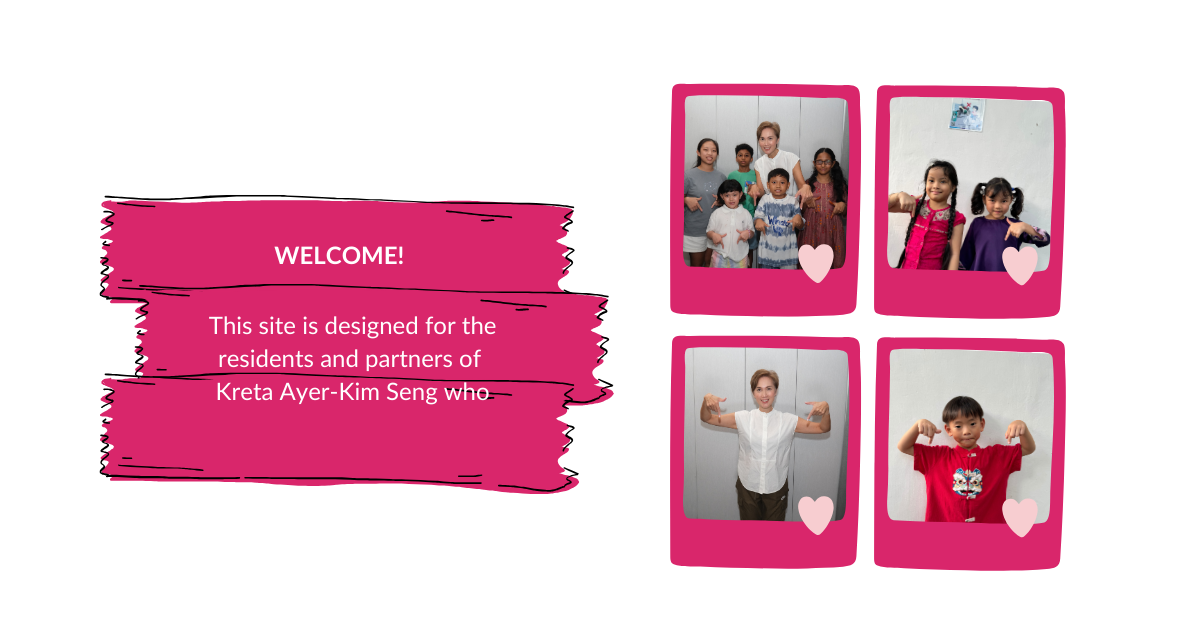 WELCOME!
This site is designed for the
residents and partners of
Kreta Ayer-Kim Seng who